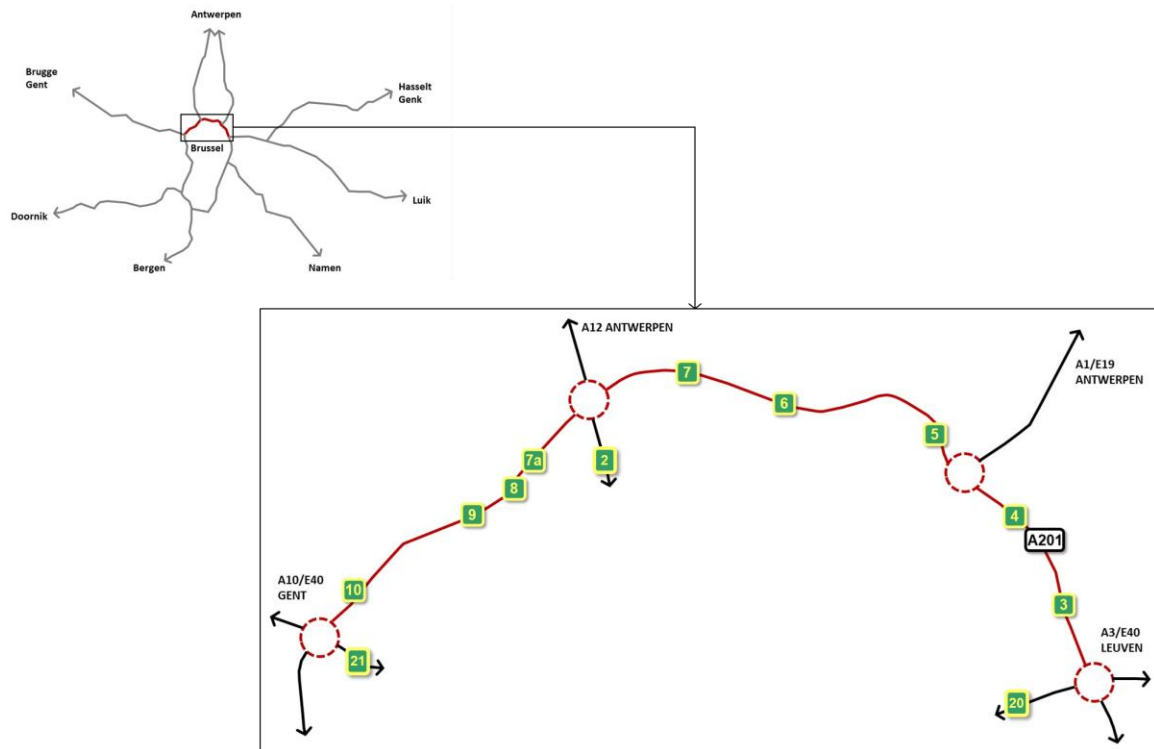 Antwerpen
Brugge
Gent
Hasselt
Genk
Brussel
Luik
Doornik
Bergen
Namen
A12 ANTWERPEN
A1/E19
ANTWERPEN
7
6
5
7a
2
8
9
4
A201
A10/E40
GENT
10
3
A3/E40
LEUVEN
21
20